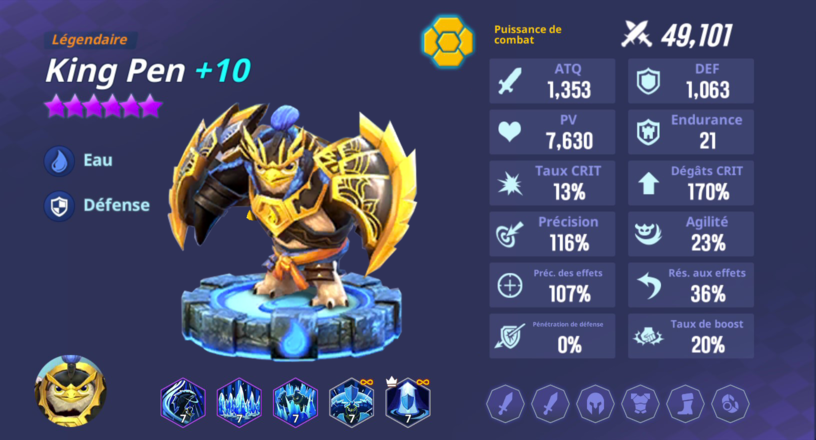 Légendaire
King Pen +10
Eau
Défense
Puissance de
combat
49,101
ATQ
1,353
DEF
1,063
PV
7,630
Endurance
21
Taux CRIT
13%
Dégâts CRIT
170%
Précision
116%
Agilité
23%
Préc. des effets
107%
Rés. aux effets
36%
Pénétration de défense
0%
Taux de boost
20%
7
7
7
7
7